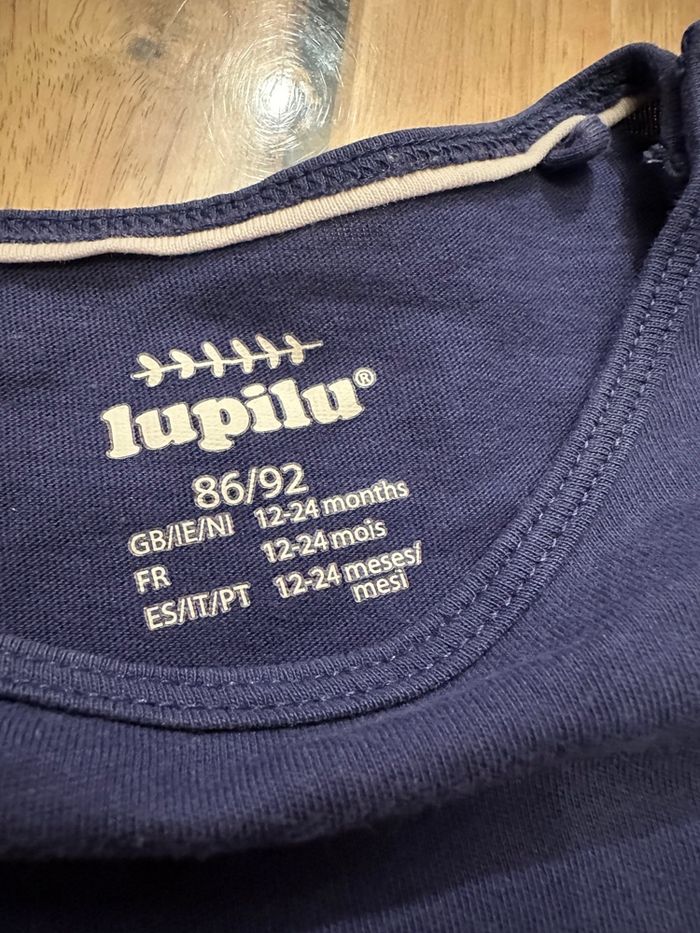 lupilu®
86/92
GB/IE/NI 12-24 months
FR 12-24 mois
ES/IT/PT 12-24 meses/
mesi